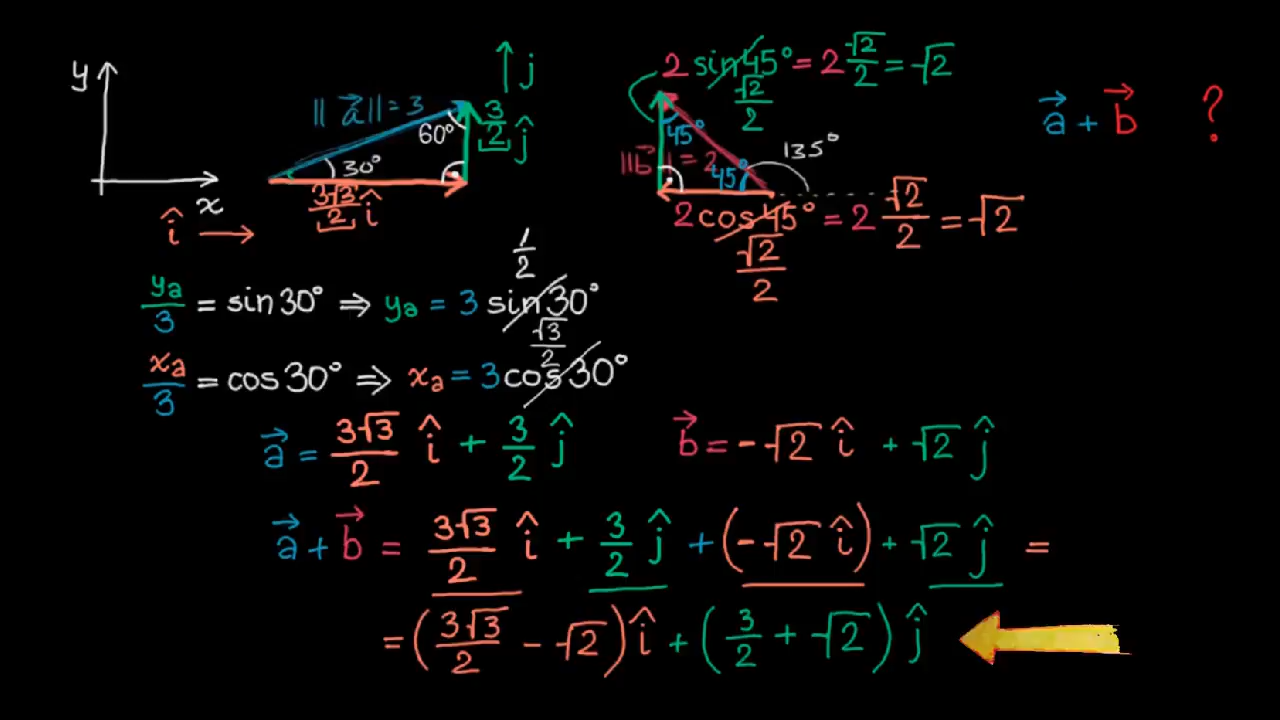 y
x
î →
|| a⃗ || = 3
30°
60°
3√3/2 î
3/2 ĵ
↑ j
2 sin 45° = 2 √2/2 = √2
√2/2
45°
||b⃗|| = 2
45°
135°
2 cos 45° = 2 √2/2 = √2
√2/2
a⃗ + b⃗ ?
1/2
yₐ/3 = sin 30° ⇒ yₐ = 3 sin 30°
√3/2
xₐ/3 = cos 30° ⇒ xₐ = 3 cos 30°
a⃗ = 3√3/2 î + 3/2 ĵ
b⃗ = -√2 î + √2 ĵ
a⃗ + b⃗ = 3√3/2 î + 3/2 ĵ + (-√2 î) + √2 ĵ =
= (3√3/2 - √2) î + (3/2 + √2) ĵ